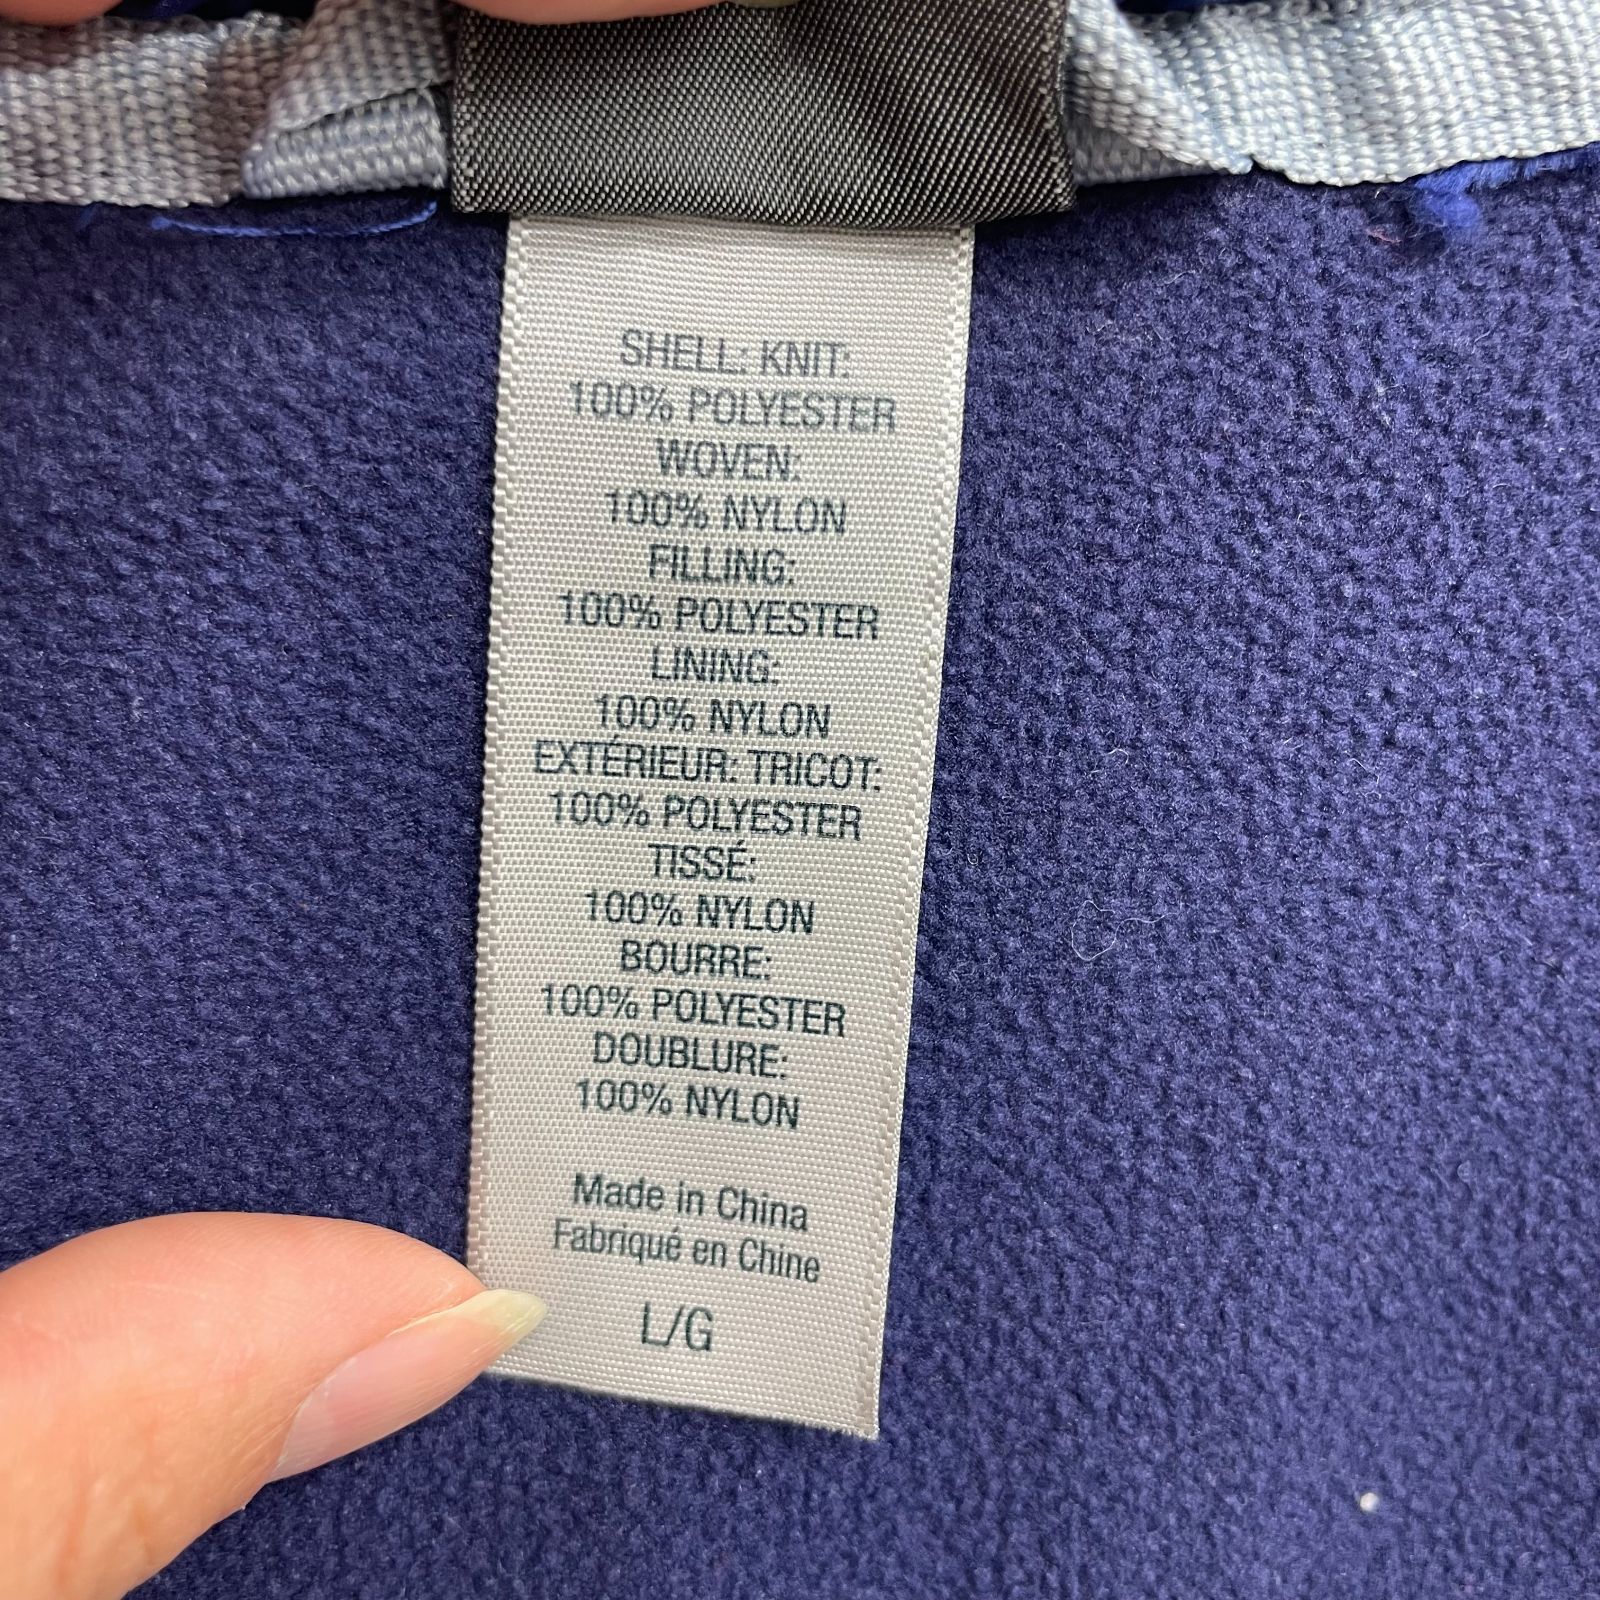 SHELL: KNIT:
100% POLYESTER
WOVEN:
100% NYLON
FILLING:
100% POLYESTER
LINING:
100% NYLON
EXTÉRIEUR: TRICOT:
100% POLYESTER
TISSÉ:
100% NYLON
BOURRE:
100% POLYESTER
DOUBLURE:
100% NYLON
Made in China
Fabriqué en Chine
L/G